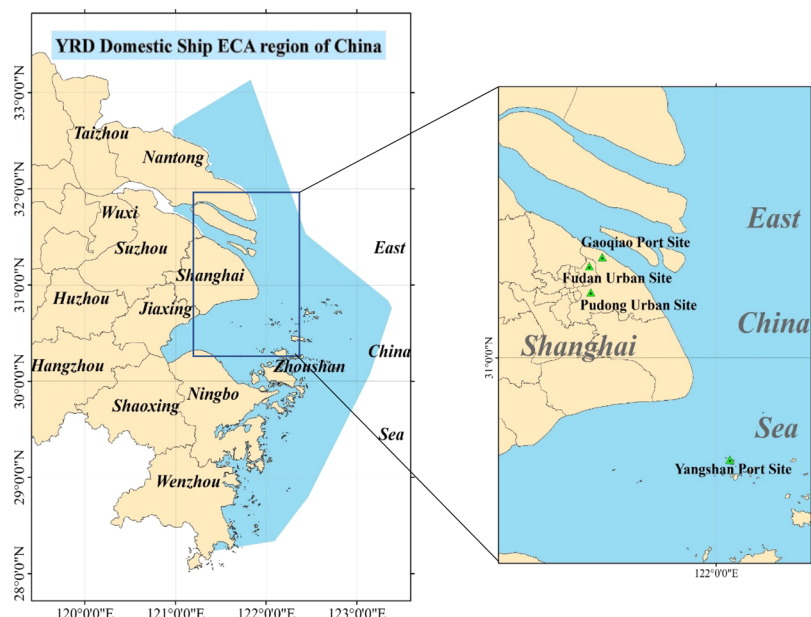 YRD Domestic Ship ECA region of China
33°0'0"N
32°0'0"N
31°0'0"N
30°0'0"N
29°0'0"N
28°0'0"N
Taizhou
Nantong
Wuxi
Suzhou
Shanghai
Huzhou
Jiaxing
Hangzhou
Zhoushan
Ningbo
Shaoxing
Wenzhou
East
China
Sea
120°0'0"E
121°0'0"E
122°0'0"E
123°0'0"E
East
Gaoqiao Port Site
Fudan Urban Site
Pudong Urban Site
China
Shanghai
31°0'0"N
Sea
Yangshan Port Site
122°0'0"E